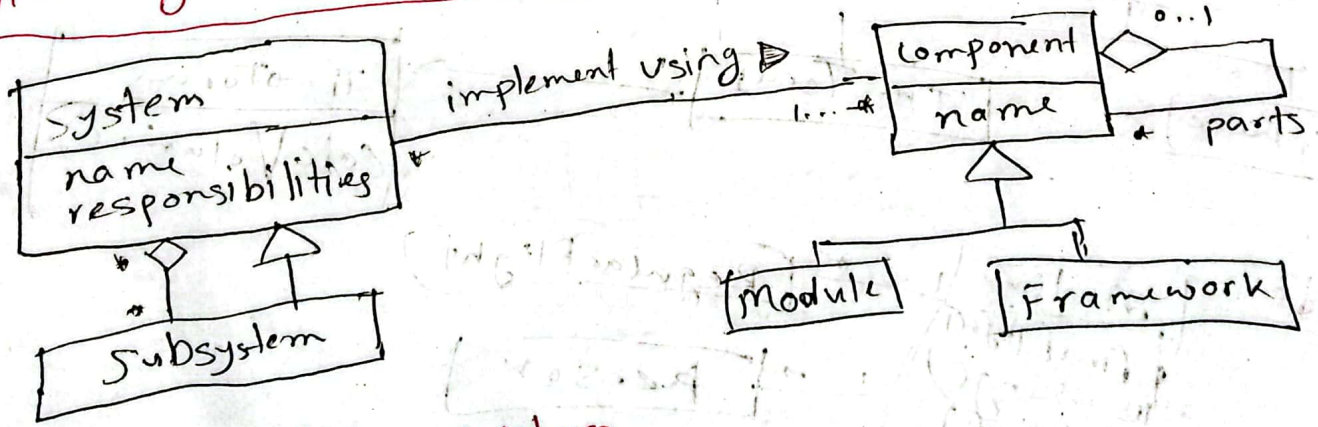 System
name
responsibilities
*
*
Subsystem
implement using
*
1...*
component
name
0..1
*
parts
Module
Framework